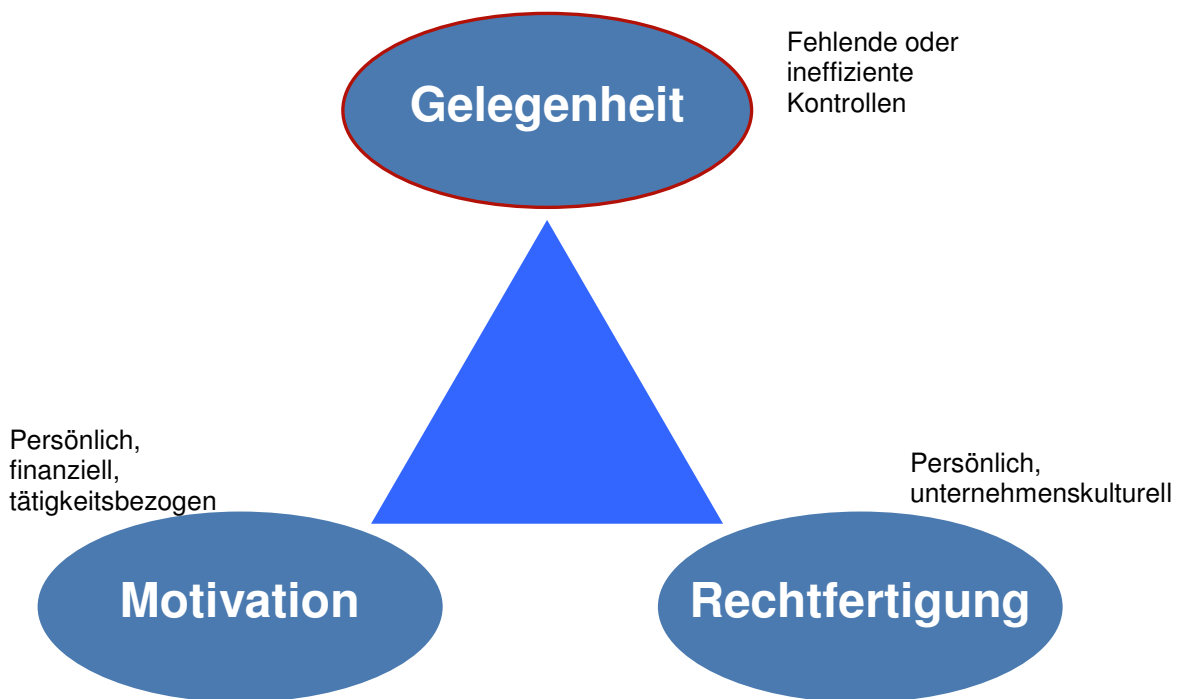 Gelegenheit
Fehlende oder
ineffiziente
Kontrollen
Persönlich,
finanziell,
tätigkeitsbezogen
Motivation
Persönlich,
unternehmenskulturell
Rechtfertigung